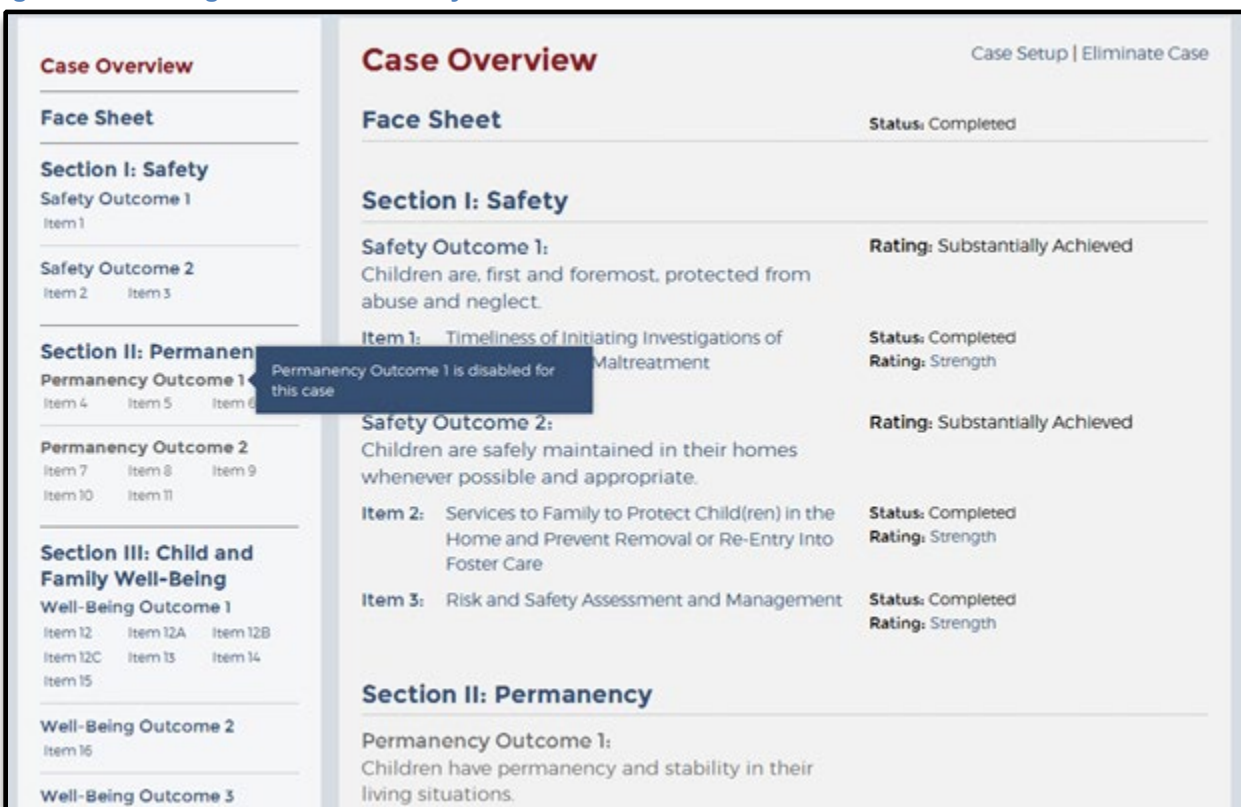 Case Overview
Face Sheet
Section I: Safety
Safety Outcome 1
Item 1
Safety Outcome 2
Item 2 Item 3
Section II: Permanen
Permanency Outcome 1
Item 4 Item 5 Item 6
Permanency Outcome 2
Item 7 Item 8 Item 9
Item 10 Item 11
Section III: Child and
Family Well-Being
Well-Being Outcome 1
Item 12 Item 12A Item 12B
Item 12C Item 13 Item 14
Item 15
Well-Being Outcome 2
Item 16
Well-Being Outcome 3
Permanency Outcome 1 is disabled for
this case
Case Overview
Case Setup | Eliminate Case
Face Sheet
Status: Completed
Section I: Safety
Safety Outcome 1:
Rating: Substantially Achieved
Children are, first and foremost, protected from
abuse and neglect.
Item 1: Timeliness of Initiating Investigations of
Maltreatment
Status: Completed
Rating: Strength
Safety Outcome 2:
Rating: Substantially Achieved
Children are safely maintained in their homes
whenever possible and appropriate.
Item 2: Services to Family to Protect Child(ren) in the
Home and Prevent Removal or Re-Entry Into
Foster Care
Status: Completed
Rating: Strength
Item 3: Risk and Safety Assessment and Management
Status: Completed
Rating: Strength
Section II: Permanency
Permanency Outcome 1:
Children have permanency and stability in their
living situations.